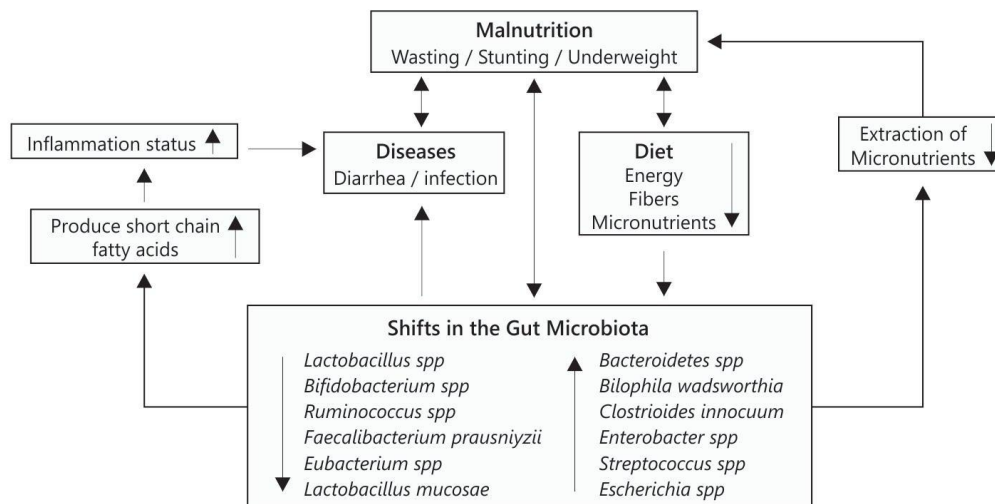 Malnutrition
Wasting / Stunting / Underweight
Inflammation status
Diseases
Diarrhea / infection
Diet
Energy
Fibers
Micronutrients
Extraction of
Micronutrients
Produce short chain
fatty acids
Shifts in the Gut Microbiota
Lactobacillus spp
Bifidobacterium spp
Ruminococcus spp
Faecalibacterium prausniyzii
Eubacterium spp
Lactobacillus mucosae
Bacteroidetes spp
Bilophila wadsworthia
Clostrioides innocuum
Enterobacter spp
Streptococcus spp
Escherichia spp